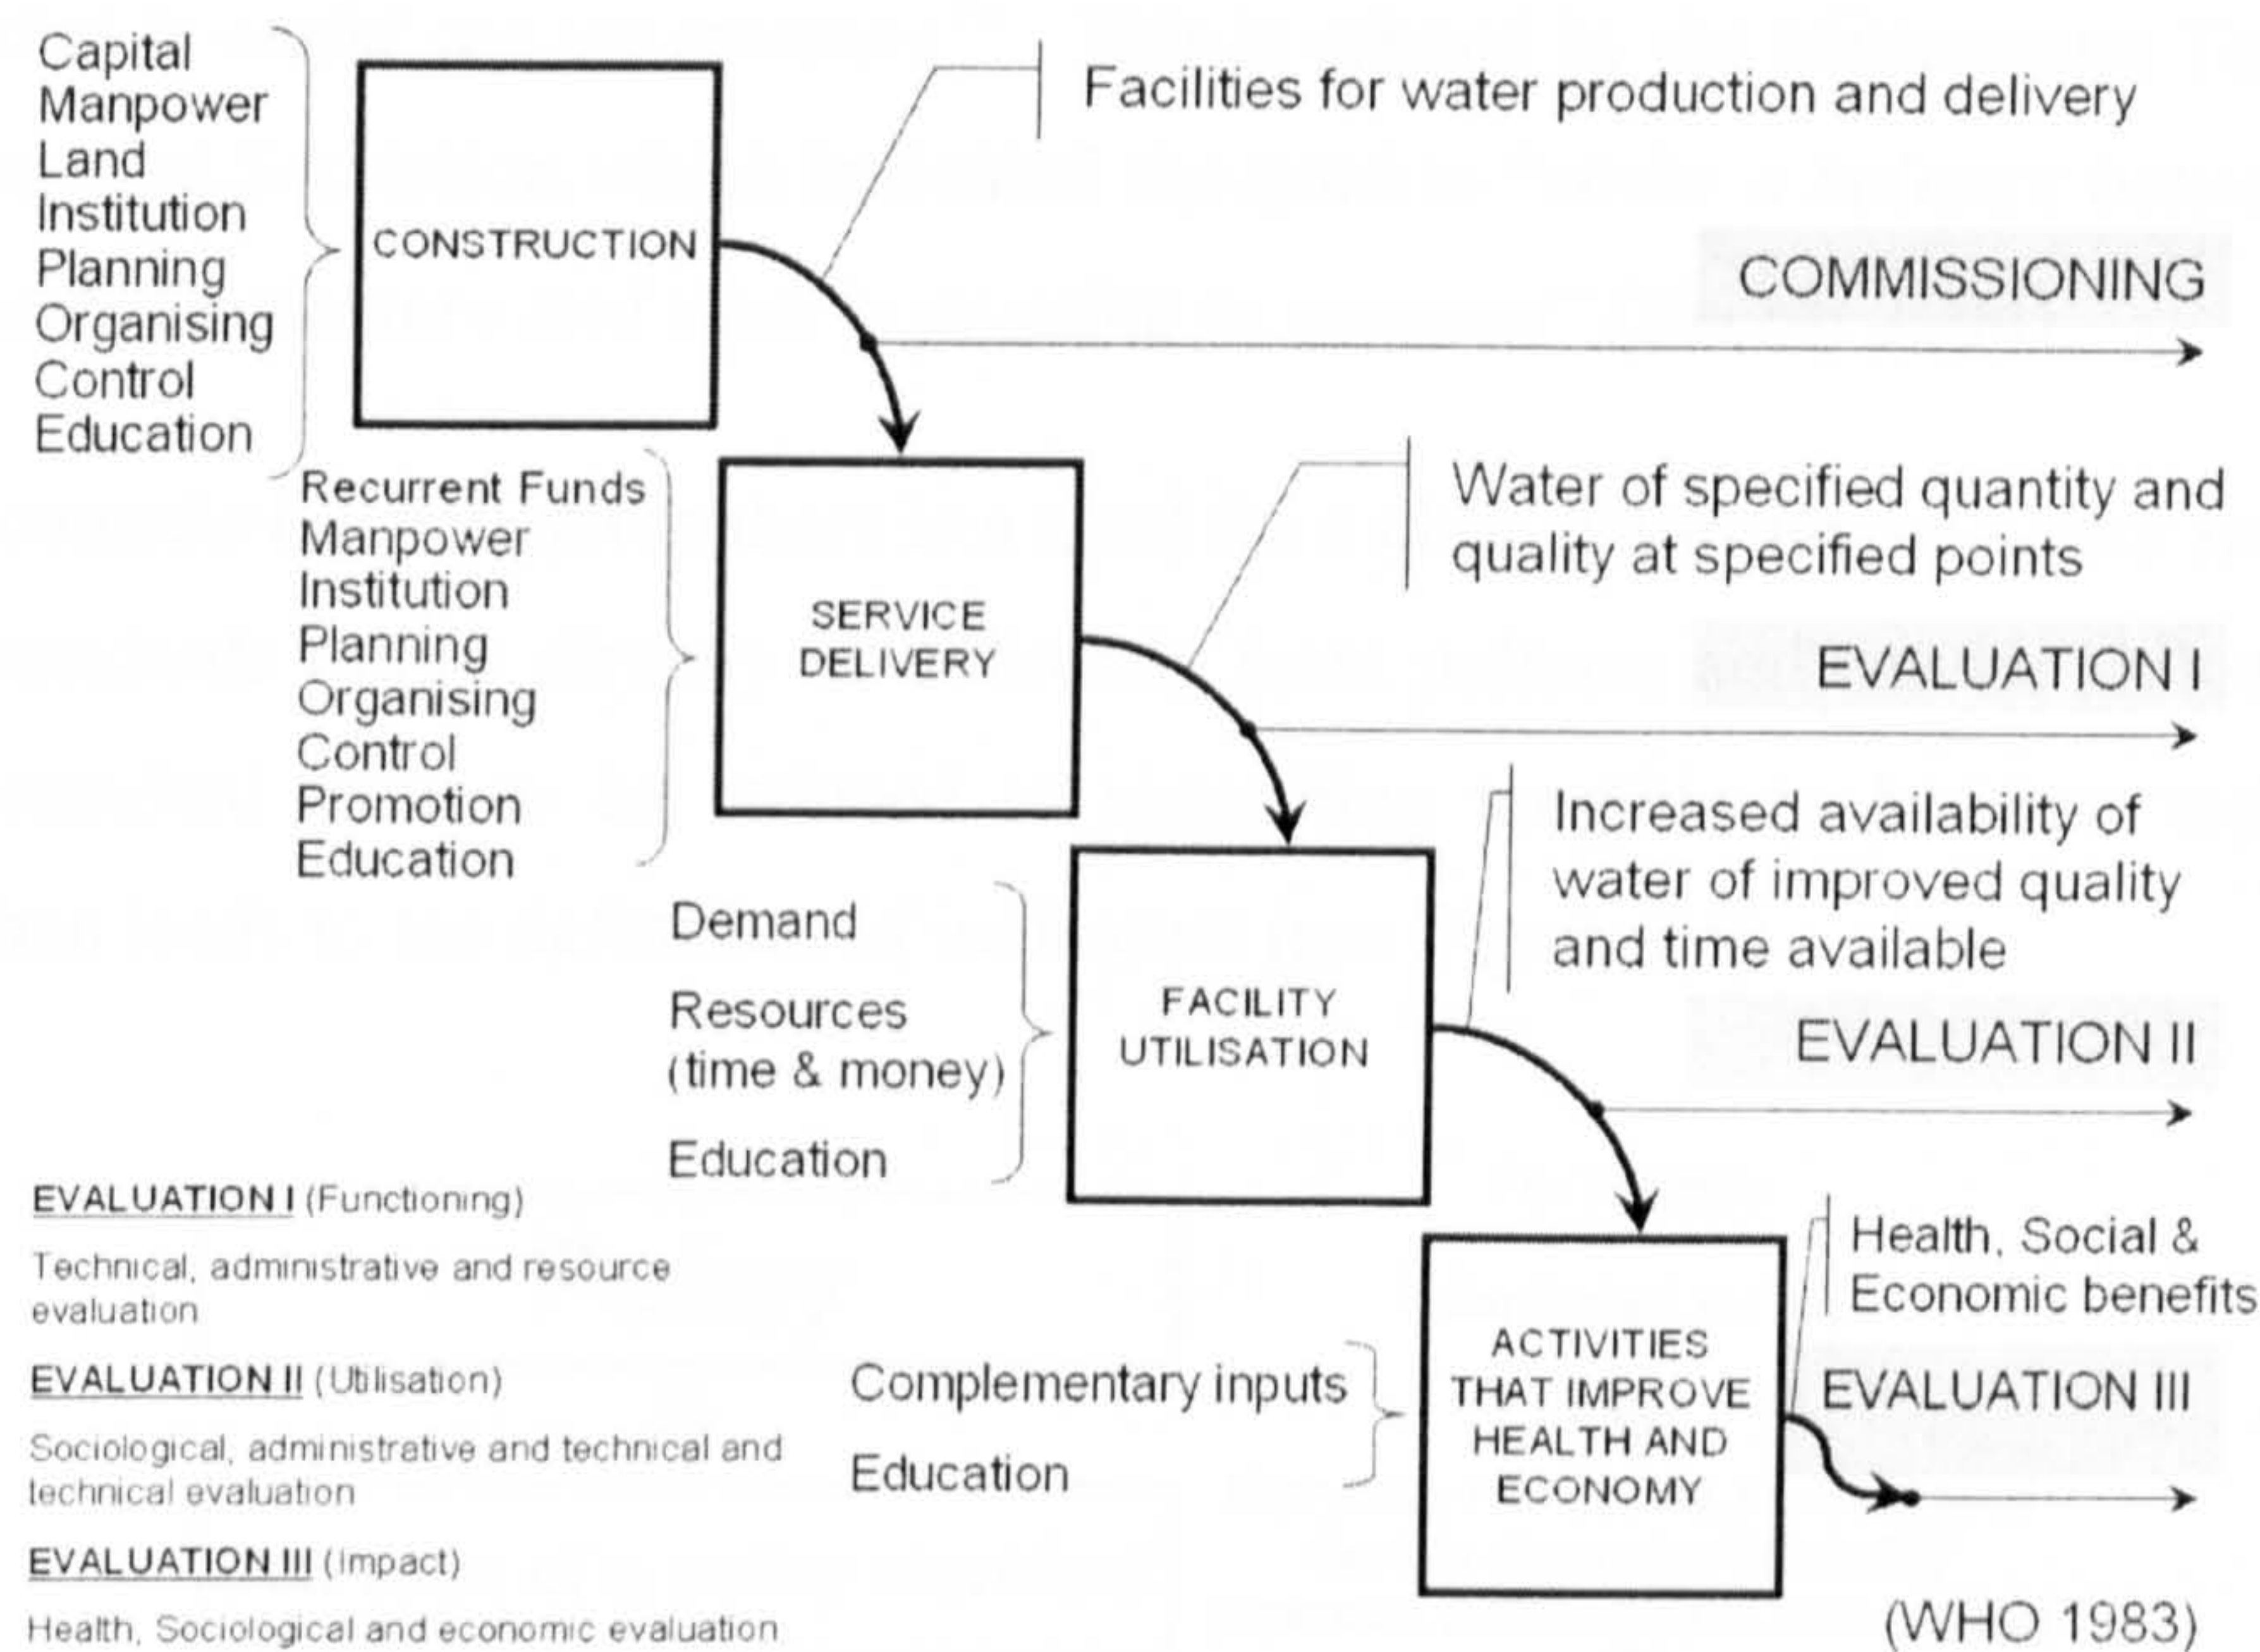 Capital
Manpower
Land
Institution
Planning
Organising
Control
Education
CONSTRUCTION
Facilities for water production and delivery
COMMISSIONING
Recurrent Funds
Manpower
Institution
Planning
Organising
Control
Promotion
Education
SERVICE
DELIVERY
Water of specified quantity and
quality at specified points
EVALUATION I
Demand
Resources
(time & money)
Education
FACILITY
UTILISATION
Increased availability of
water of improved quality
and time available
EVALUATION II
Complementary inputs
Education
ACTIVITIES
THAT IMPROVE
HEALTH AND
ECONOMY
Health, Social &
Economic benefits
EVALUATION III
EVALUATION I (Functioning)
Technical, administrative and resource
evaluation
EVALUATION II (Utilisation)
Sociological, administrative and technical and
technical evaluation
EVALUATION III (Impact)
Health, Sociological and economic evaluation
(WHO 1983)